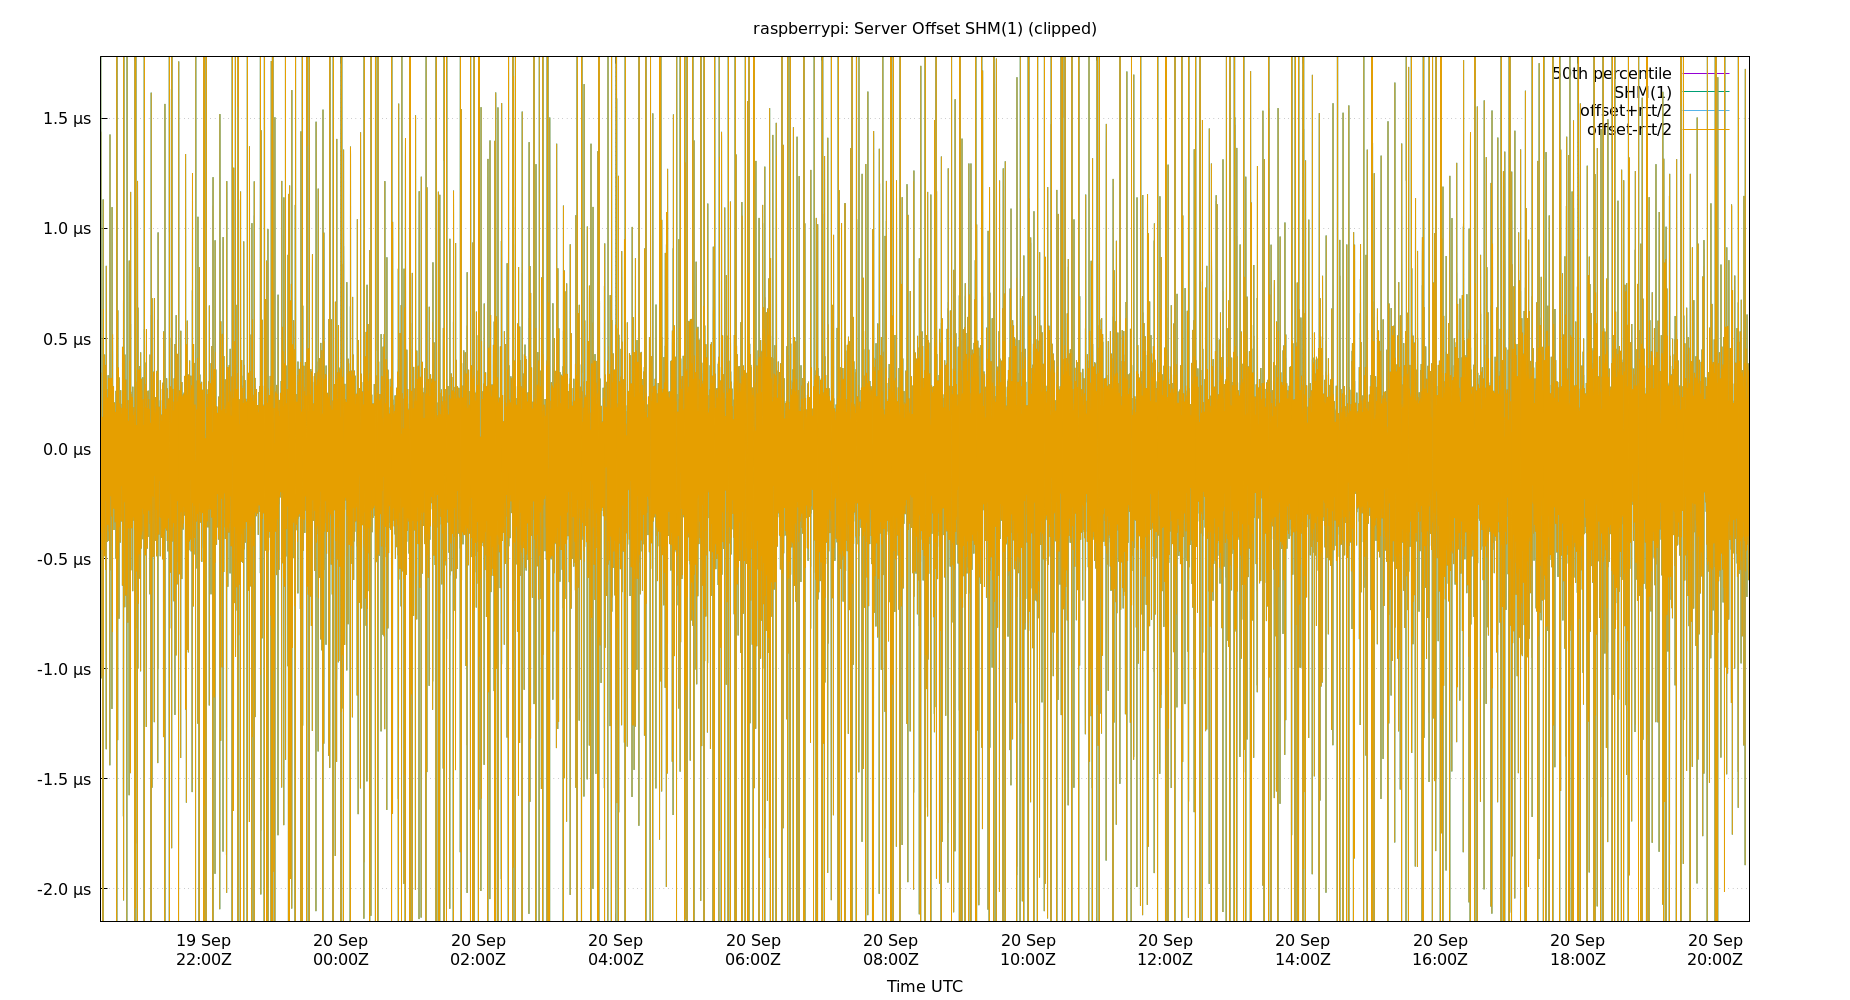 raspberrypi: Server Offset SHM(1) (clipped)
50th percentile
SHM(1)
offset+rtt/2
offset-rtt/2
1.5 µs
1.0 µs
0.5 µs
0.0 µs
-0.5 µs
-1.0 µs
-1.5 µs
-2.0 µs
19 Sep 20 Sep 20 Sep 20 Sep 20 Sep 20 Sep 20 Sep 20 Sep 20 Sep 20 Sep 20 Sep 20 Sep
22:00Z 00:00Z 02:00Z 04:00Z 06:00Z 08:00Z 10:00Z 12:00Z 14:00Z 16:00Z 18:00Z 20:00Z
Time UTC